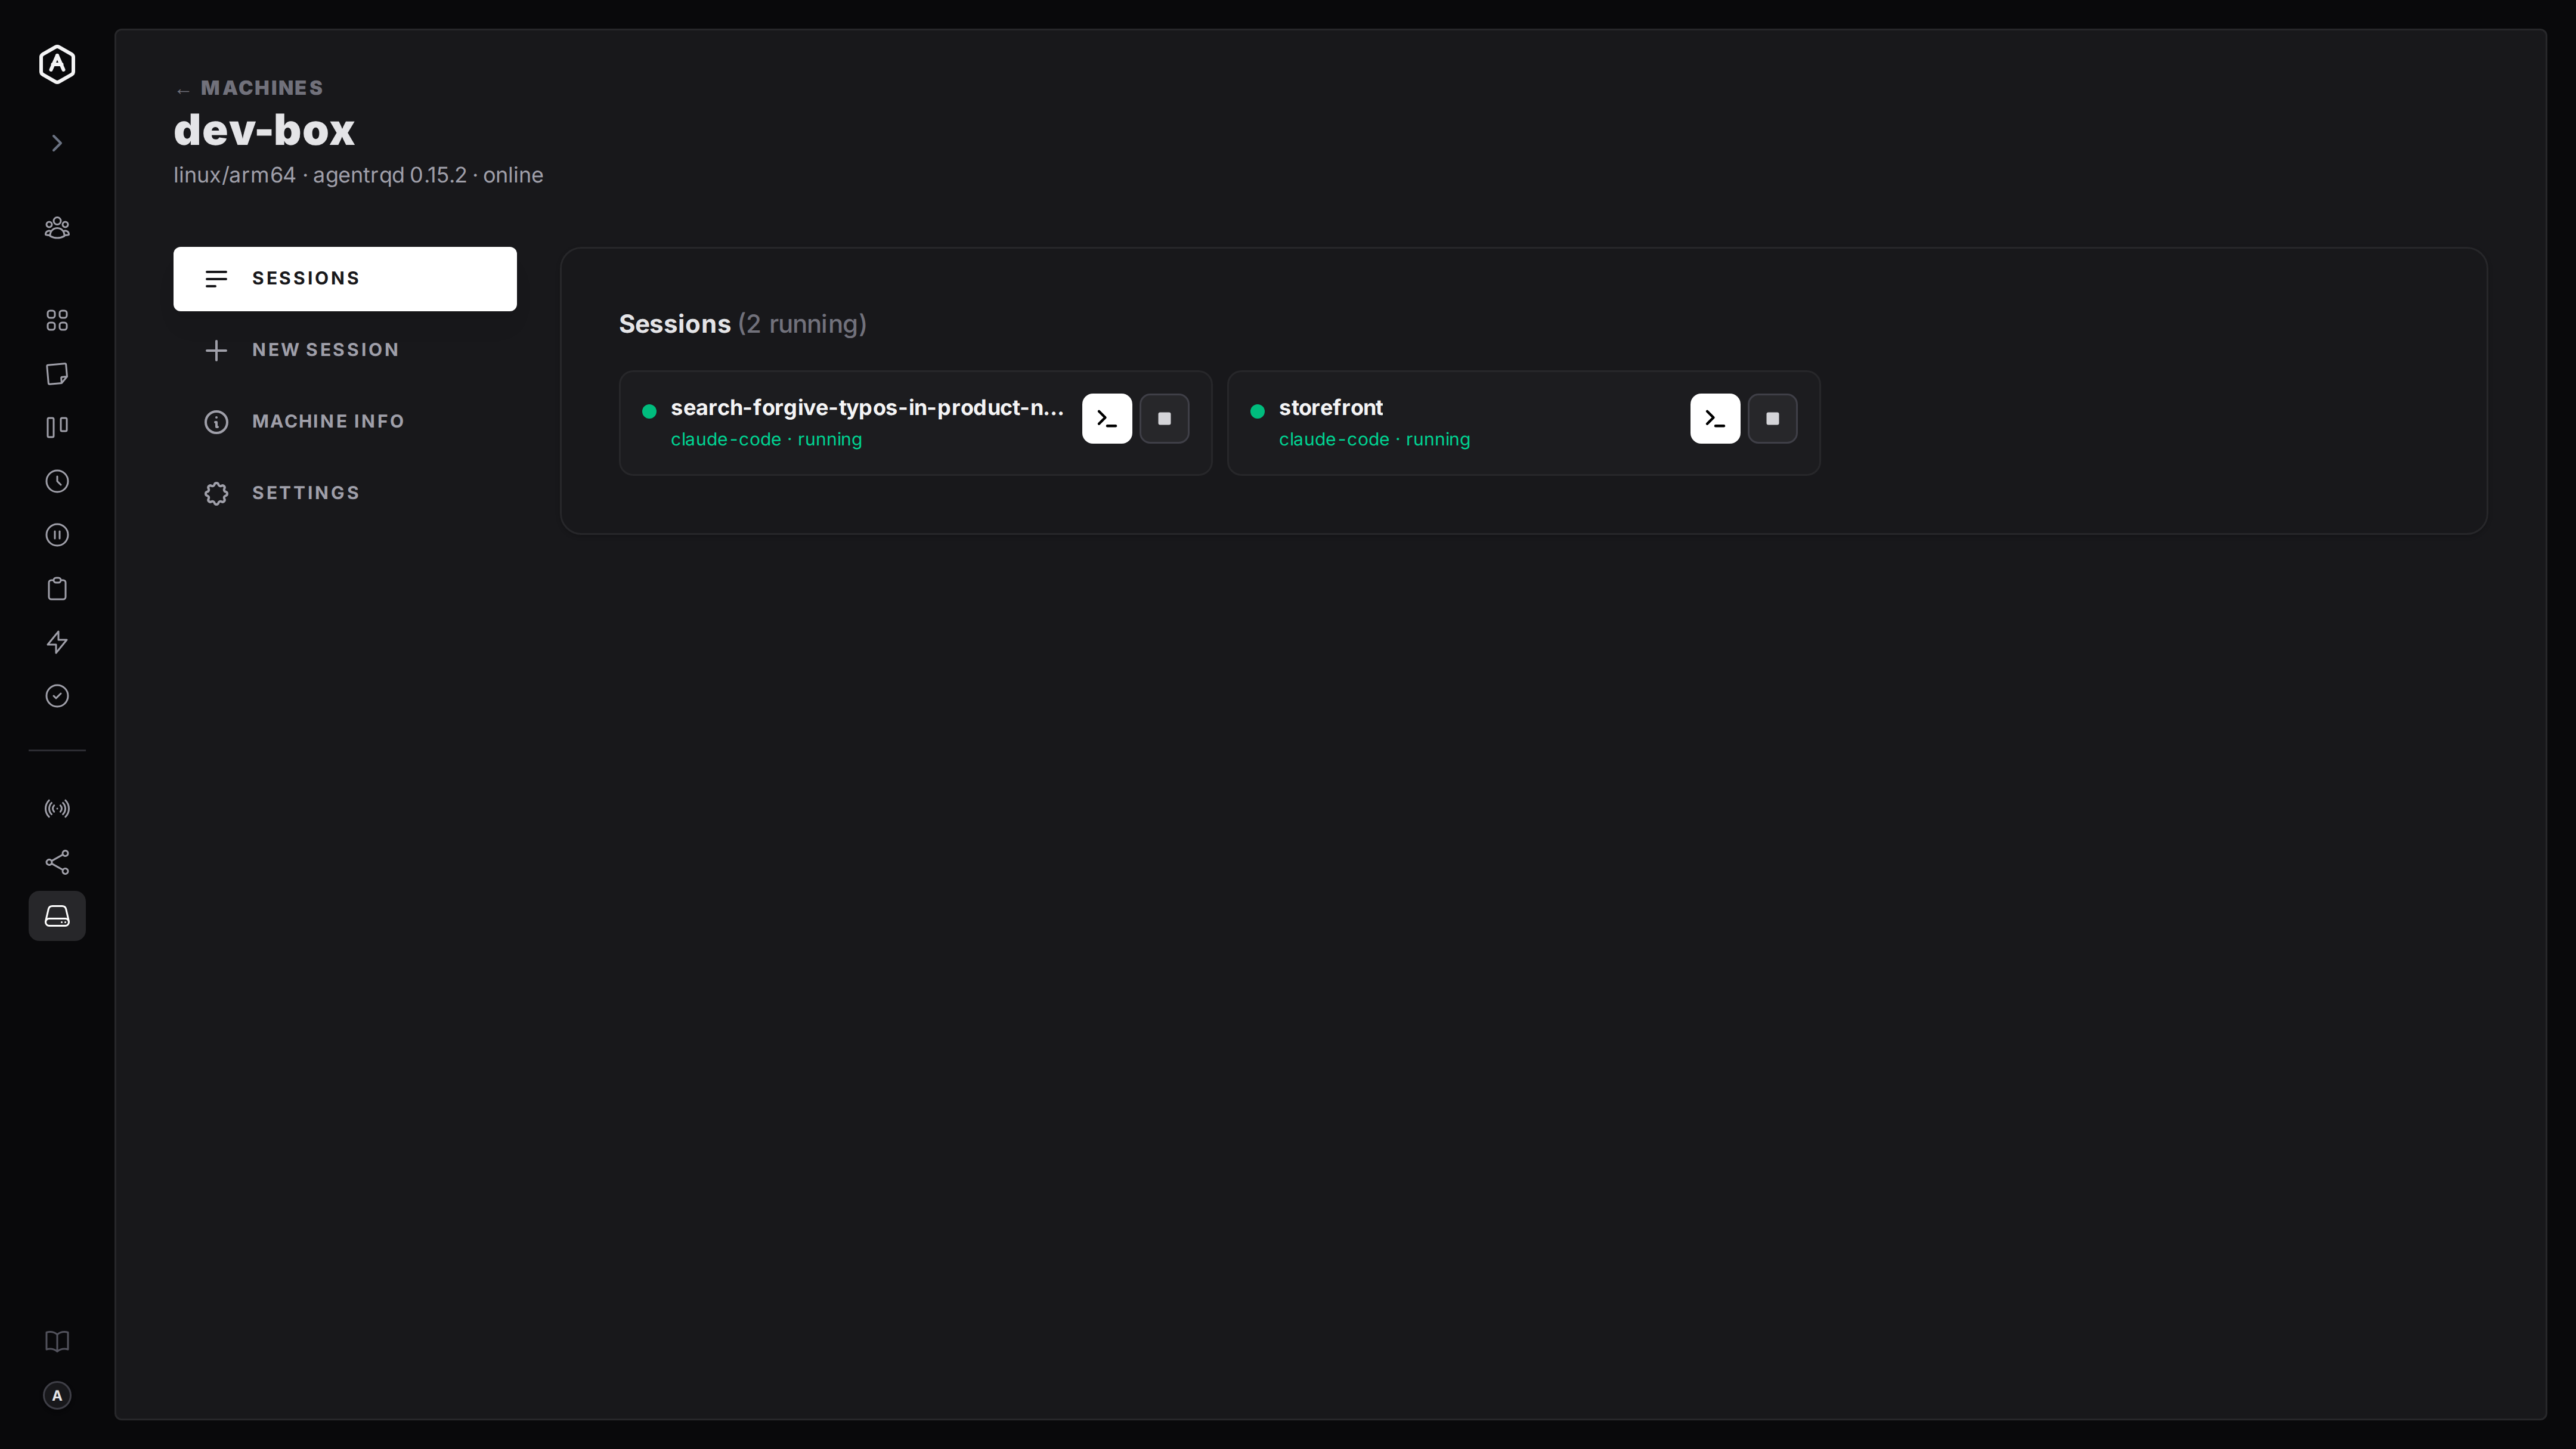 ← MACHINES
dev-box
linux/arm64 · agentrqd 0.15.2 · online
SESSIONS
NEW SESSION
MACHINE INFO
SETTINGS
Sessions (2 running)
search-forgive-typos-in-product-n...
claude-code · running
storefront
claude-code · running
A